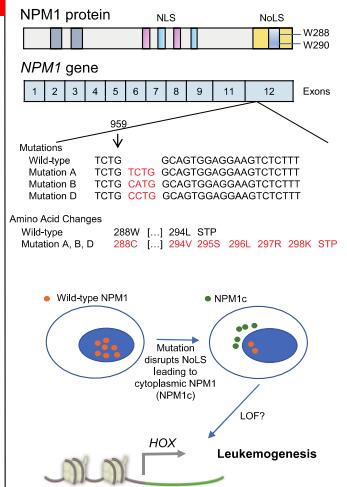 NPM1 protein
NLS
NoLS
W288
W290
NPM1 gene
1 2 3 4 5 6 7 8 9 11 12 Exons
959
Mutations
Wild-type TCTG GCAGTGGAGGAAGTCTCTTT
Mutation A TCTG TCTG GCAGTGGAGGAAGTCTCTTT
Mutation B TCTG CATG GCAGTGGAGGAAGTCTCTTT
Mutation D TCTG CCTG GCAGTGGAGGAAGTCTCTTT
Amino Acid Changes
Wild-type 288W [...] 294L STP
Mutation A, B, D 288C [...] 294V 295S 296L 297R 298K STP
Wild-type NPM1
NPM1c
Mutation
disrupts NoLS
leading to
cytoplasmic NPM1
(NPM1c)
LOF?
HOX
Leukemogenesis